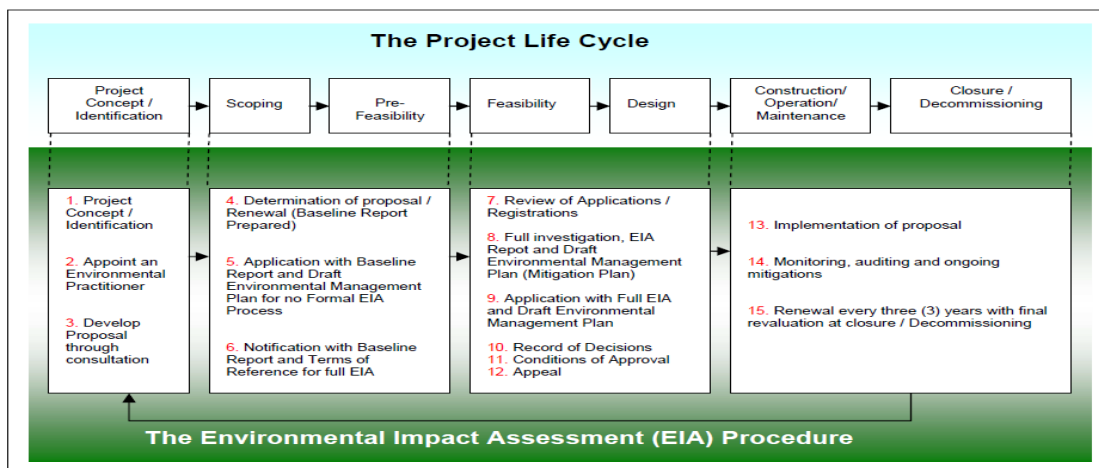 The Project Life Cycle
Project
Concept /
Identification
Scoping
Pre-
Feasibility
Feasibility
Design
Construction/
Operation/
Maintenance
Closure /
Decommissioning
1. Project
Concept /
Identification
2. Appoint an
Environmental
Practitioner
3. Develop
Proposal
through
consultation
4. Determination of proposal /
Renewal (Baseline Report
Prepared)
5. Application with Baseline
Report and Draft
Environmental Management
Plan for no Formal EIA
Process
6. Notification with Baseline
Report and Terms of
Reference for full EIA
7. Review of Applications /
Registrations
8. Full investigation, EIA
Repot and Draft
Environmental Management
Plan (Mitigation Plan)
9. Application with Full EIA
and Draft Environmental
Management Plan
10. Record of Decisions
11. Conditions of Approval
12. Appeal
13. Implementation of proposal
14. Monitoring, auditing and ongoing
mitigations
15. Renewal every three (3) years with final
revaluation at closure / Decommissioning
The Environmental Impact Assessment (EIA) Procedure